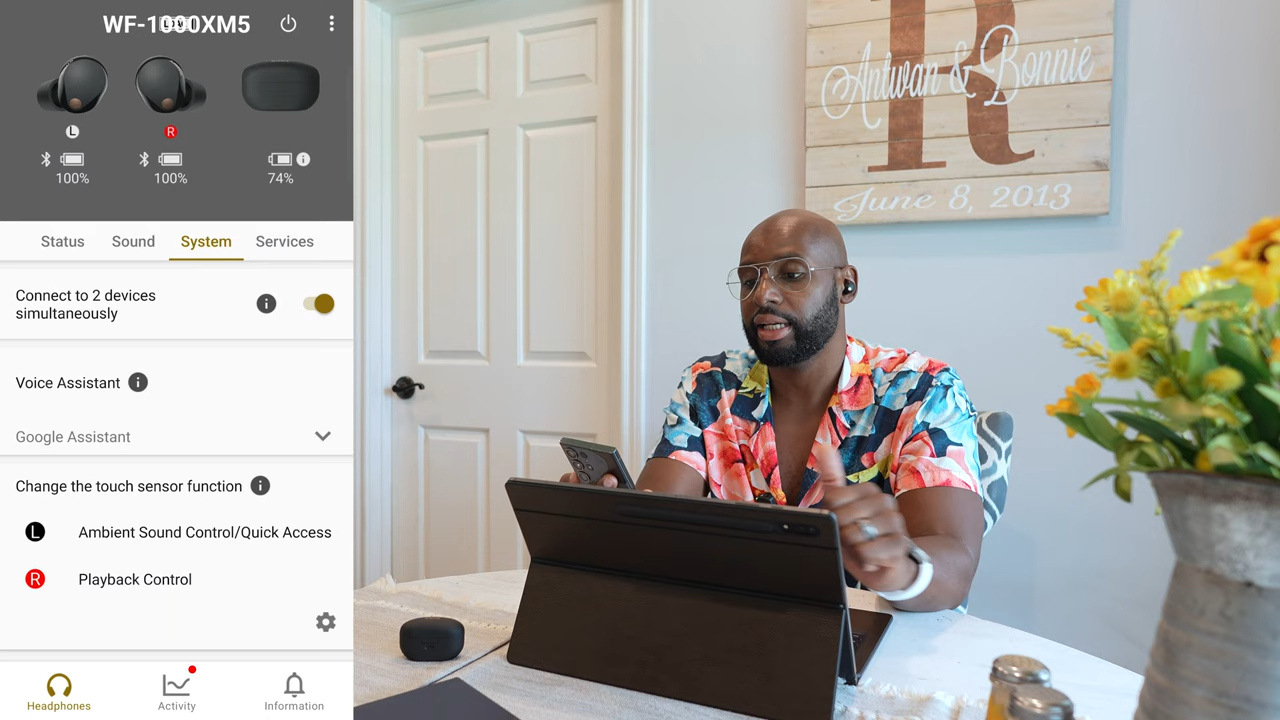 WF-1000XM5
L
R
100%
100%
74%
Status
Sound
System
Services
Connect to 2 devices
simultaneously
Voice Assistant
Google Assistant
Change the touch sensor function
L
Ambient Sound Control/Quick Access
R
Playback Control
Headphones
Activity
Information
R
Antwan & Bonnie
June 8, 2013